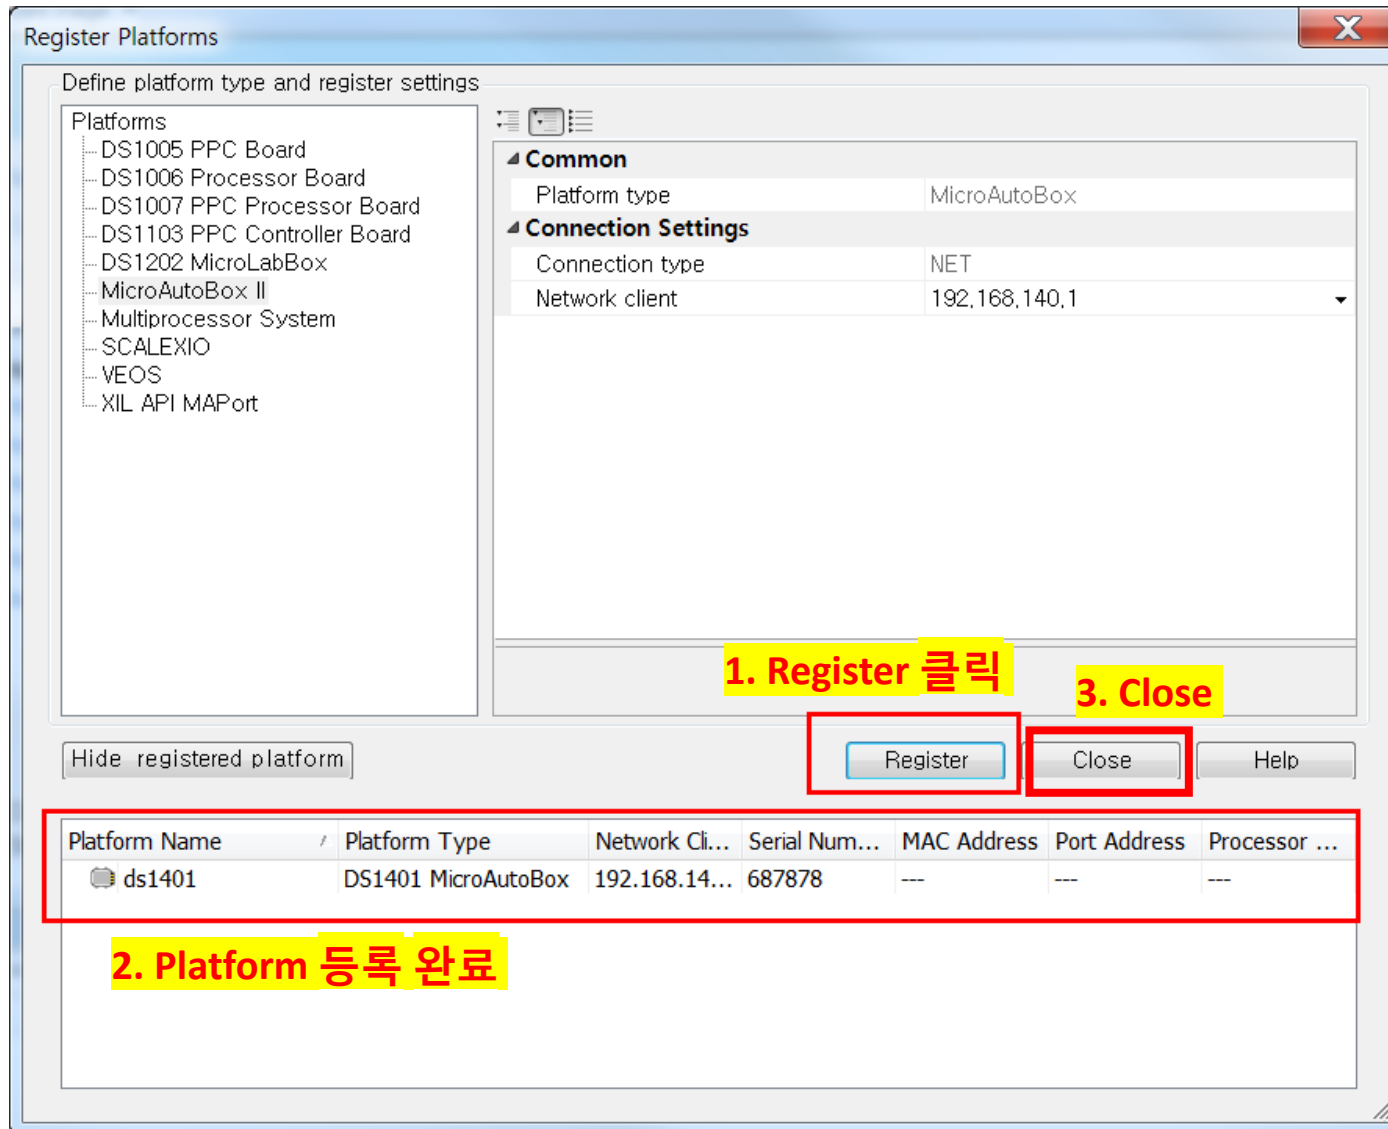 Register Platforms
Define platform type and register settings
Platforms
DS1005 PPC Board
DS1006 Processor Board
DS1007 PPC Processor Board
DS1103 PPC Controller Board
DS1202 MicroLabBox
MicroAutoBox II
Multiprocessor System
SCALEXIO
VEOS
XIL API MAPort
Common
Platform type MicroAutoBox
Connection Settings
Connection type NET
Network client 192,168,140,1
1. Register 클릭
3. Close
Hide registered platform Register Close Help
Platform Name Platform Type Network Cli... Serial Num... MAC Address Port Address Processor ...
ds1401 DS1401 MicroAutoBox 192.168.14... 687878 --- --- ---
2. Platform 등록 완료